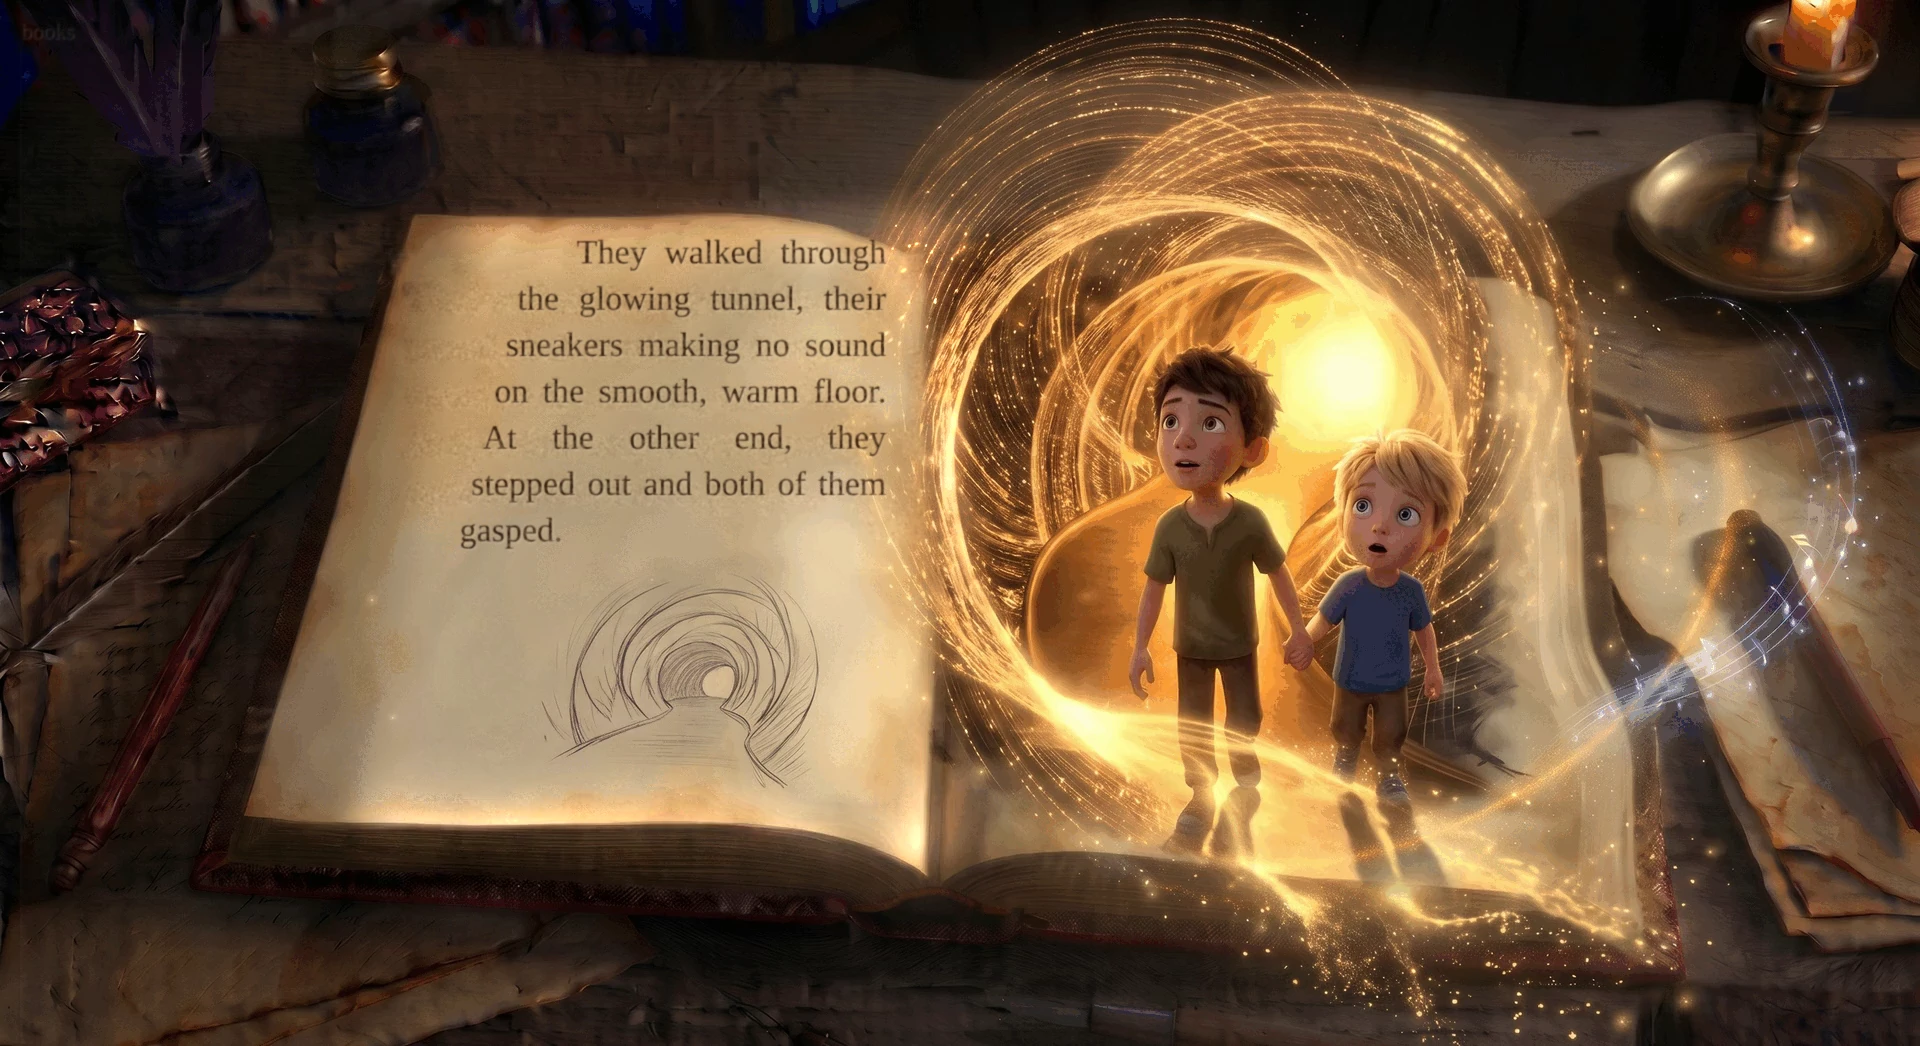 books
They walked through
the glowing tunnel, their
sneakers making no sound
on the smooth, warm floor.
At the other end, they
stepped out and both of them
gasped.